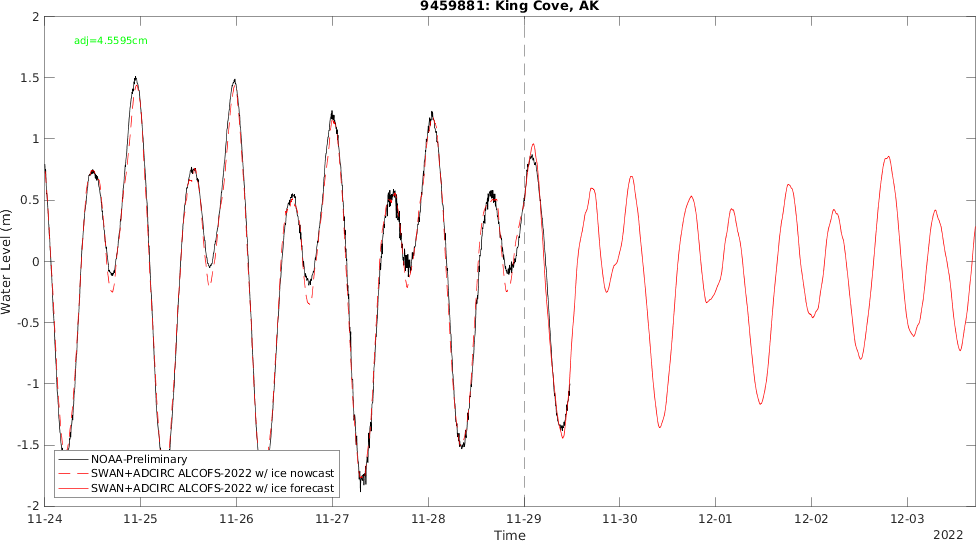 9459881: King Cove, AK
adj=4.5595cm
2
1.5
1
0.5
0
-0.5
-1
-1.5
-2
Water Level (m)
NOAA-Preliminary
SWAN+ADCIRC ALCOFS-2022 w/ ice nowcast
SWAN+ADCIRC ALCOFS-2022 w/ ice forecast
11-24 11-25 11-26 11-27 11-28 11-29 11-30 12-01 12-02 12-03
Time
2022